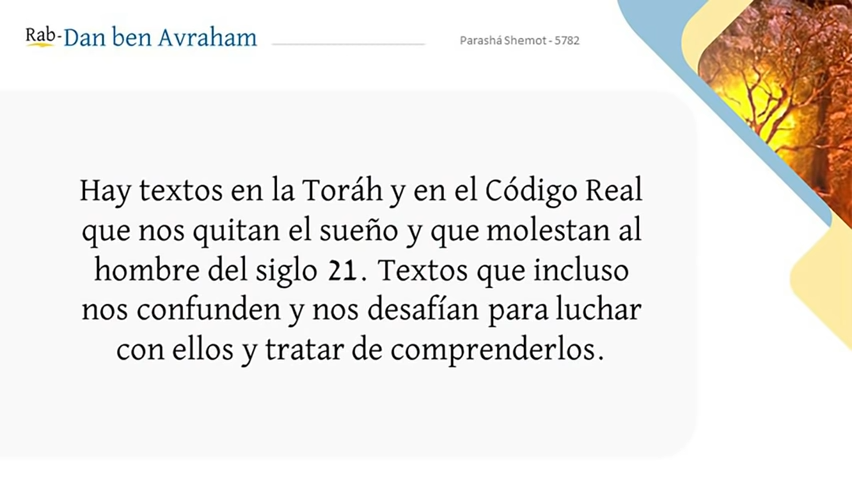 Rab-Dan ben Avraham
Parashá Shemot - 5782
Hay textos en la Toráh y en el Código Real
que nos quitan el sueño y que molestan al
hombre del siglo 21. Textos que incluso
nos confunden y nos desafían para luchar
con ellos y tratar de comprenderlos.